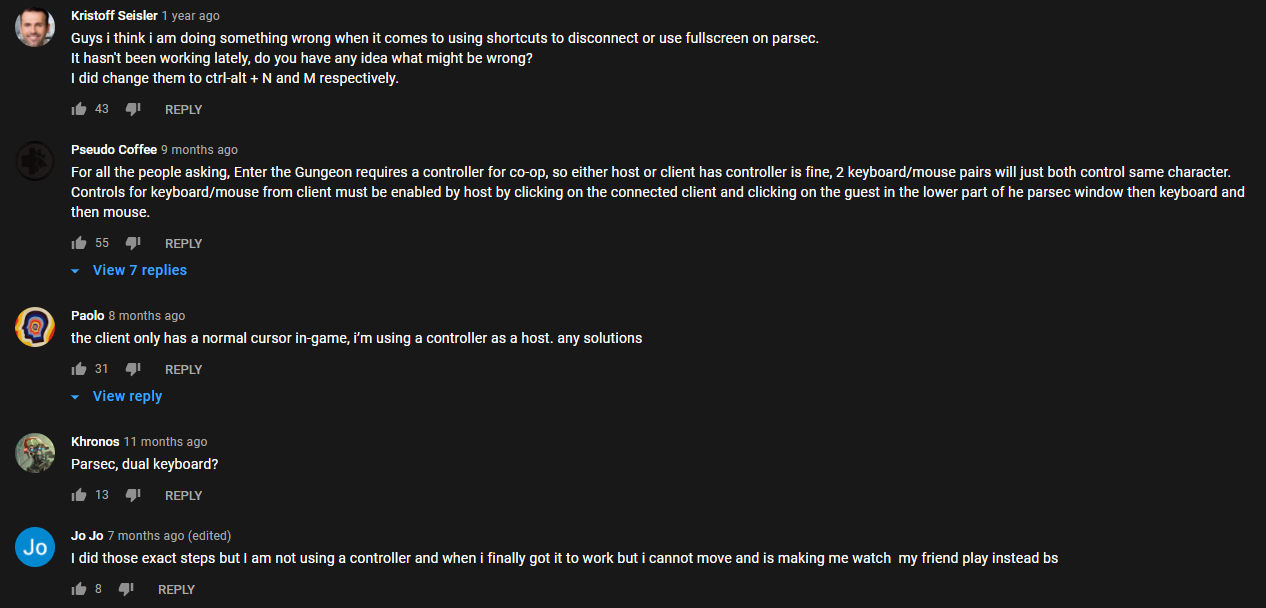 Kristoff Seisler 1 year ago
Guys i think i am doing something wrong when it comes to using shortcuts to disconnect or use fullscreen on parsec.
It hasn't been working lately, do you have any idea what might be wrong?
I did change them to ctrl-alt + N and M respectively.
43 REPLY
Pseudo Coffee 9 months ago
For all the people asking, Enter the Gungeon requires a controller for co-op, so either host or client has controller is fine, 2 keyboard/mouse pairs will just both control same character.
Controls for keyboard/mouse from client must be enabled by host by clicking on the connected client and clicking on the guest in the lower part of he parsec window then keyboard and
then mouse.
55 REPLY
View 7 replies
Paolo 8 months ago
the client only has a normal cursor in-game, i’m using a controller as a host. any solutions
31 REPLY
View reply
Khronos 11 months ago
Parsec, dual keyboard?
13 REPLY
Jo Jo Jo 7 months ago (edited)
I did those exact steps but I am not using a controller and when i finally got it to work but i cannot move and is making me watch  my friend play instead bs
8 REPLY